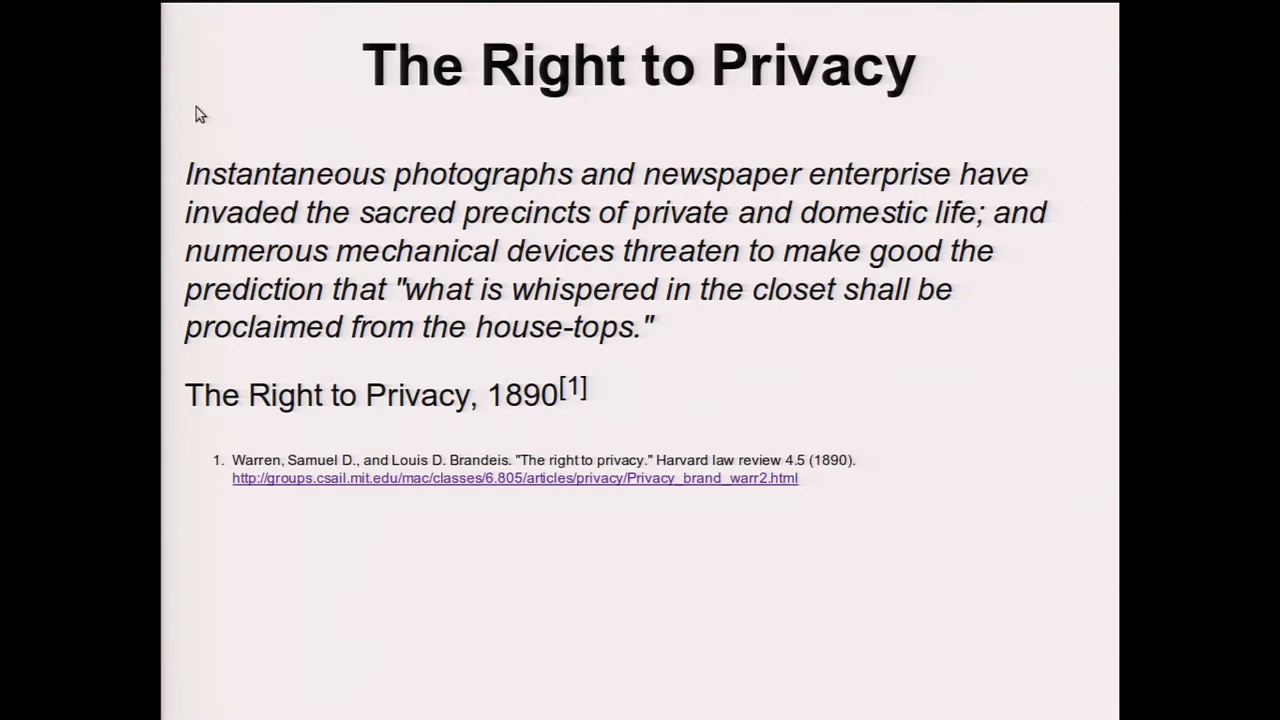 The Right to Privacy
Instantaneous photographs and newspaper enterprise have
invaded the sacred precincts of private and domestic life; and
numerous mechanical devices threaten to make good the
prediction that "what is whispered in the closet shall be
proclaimed from the house-tops."
The Right to Privacy, 1890[1]
1. Warren, Samuel D., and Louis D. Brandeis. "The right to privacy." Harvard law review 4.5 (1890).
http://groups.csail.mit.edu/mac/classes/6.805/articles/privacy/Privacy_brand_warr2.html